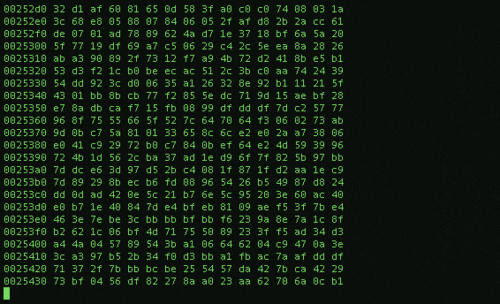 00252d0 32 d1 af 60 81 65 0d 58 3f a0 c0 c0 74 08 03 1a
00252e0 3c 68 e8 05 88 07 84 06 05 2f af d8 2b 2a cc 61
00252f0 de 07 01 ad 78 89 62 4a d7 1e 37 18 bf 6a 5a 20
0025300 5f 77 19 df 69 a7 c5 06 29 c4 2c 5e ea 8a 28 26
0025310 ab a3 90 89 2f 73 12 f7 a9 4b 72 d2 41 8b e5 b1
0025320 53 d3 f2 1c b0 be ec ac 51 2c 3b c0 aa 74 24 39
0025330 54 dd 92 3c d0 06 35 a1 26 32 8e 92 b1 11 21 5f
0025340 43 01 bb 8b cb 77 f2 85 5e dc 71 9d 15 ae bf 28
0025350 e7 8a db ca f7 15 fb 08 99 df dd df 7d c2 57 77
0025360 96 8f 75 55 66 5f 52 7c 64 70 64 f3 06 02 73 ab
0025370 9d 0b c7 5a 81 01 33 65 8c 6c e2 e0 2a a7 38 06
0025380 e0 41 c9 29 72 b0 c7 84 0b ef 64 e2 4d 59 39 96
0025390 72 4b 1d 56 2c ba 37 ad 1e d9 6f 7f 82 5b 97 bb
00253a0 7d dc e6 3d 97 d5 2b c4 08 1f 87 1f d2 aa 1e c9
00253b0 7d 89 29 8b ec b6 fd 08 96 54 26 b5 49 87 d8 24
00253c0 dd 0d ad 42 0e 5c 21 b7 6e 5c 95 20 3e 60 ac 40
00253d0 e0 b7 1e 40 84 7d e4 bf eb 81 09 ae f5 3f 7b e4
00253e0 46 3e 7e be 3c bb bb bf bb f6 23 9a 8e 7a 1c 8f
00253f0 b2 62 1c 06 bf 4d 71 75 50 89 23 3f f5 ad 34 d3
0025400 a4 4a 04 57 89 54 3b a1 06 64 62 04 c9 47 0a 3e
0025410 3c a3 97 b5 2b 34 f0 d3 bb a1 fb ac 7a af dd df
0025420 71 37 2f 7b bb bc be 25 54 57 da 42 7b ca 42 29
0025430 73 bf 04 56 df 82 27 8a a0 23 aa 62 70 6a 0c b1